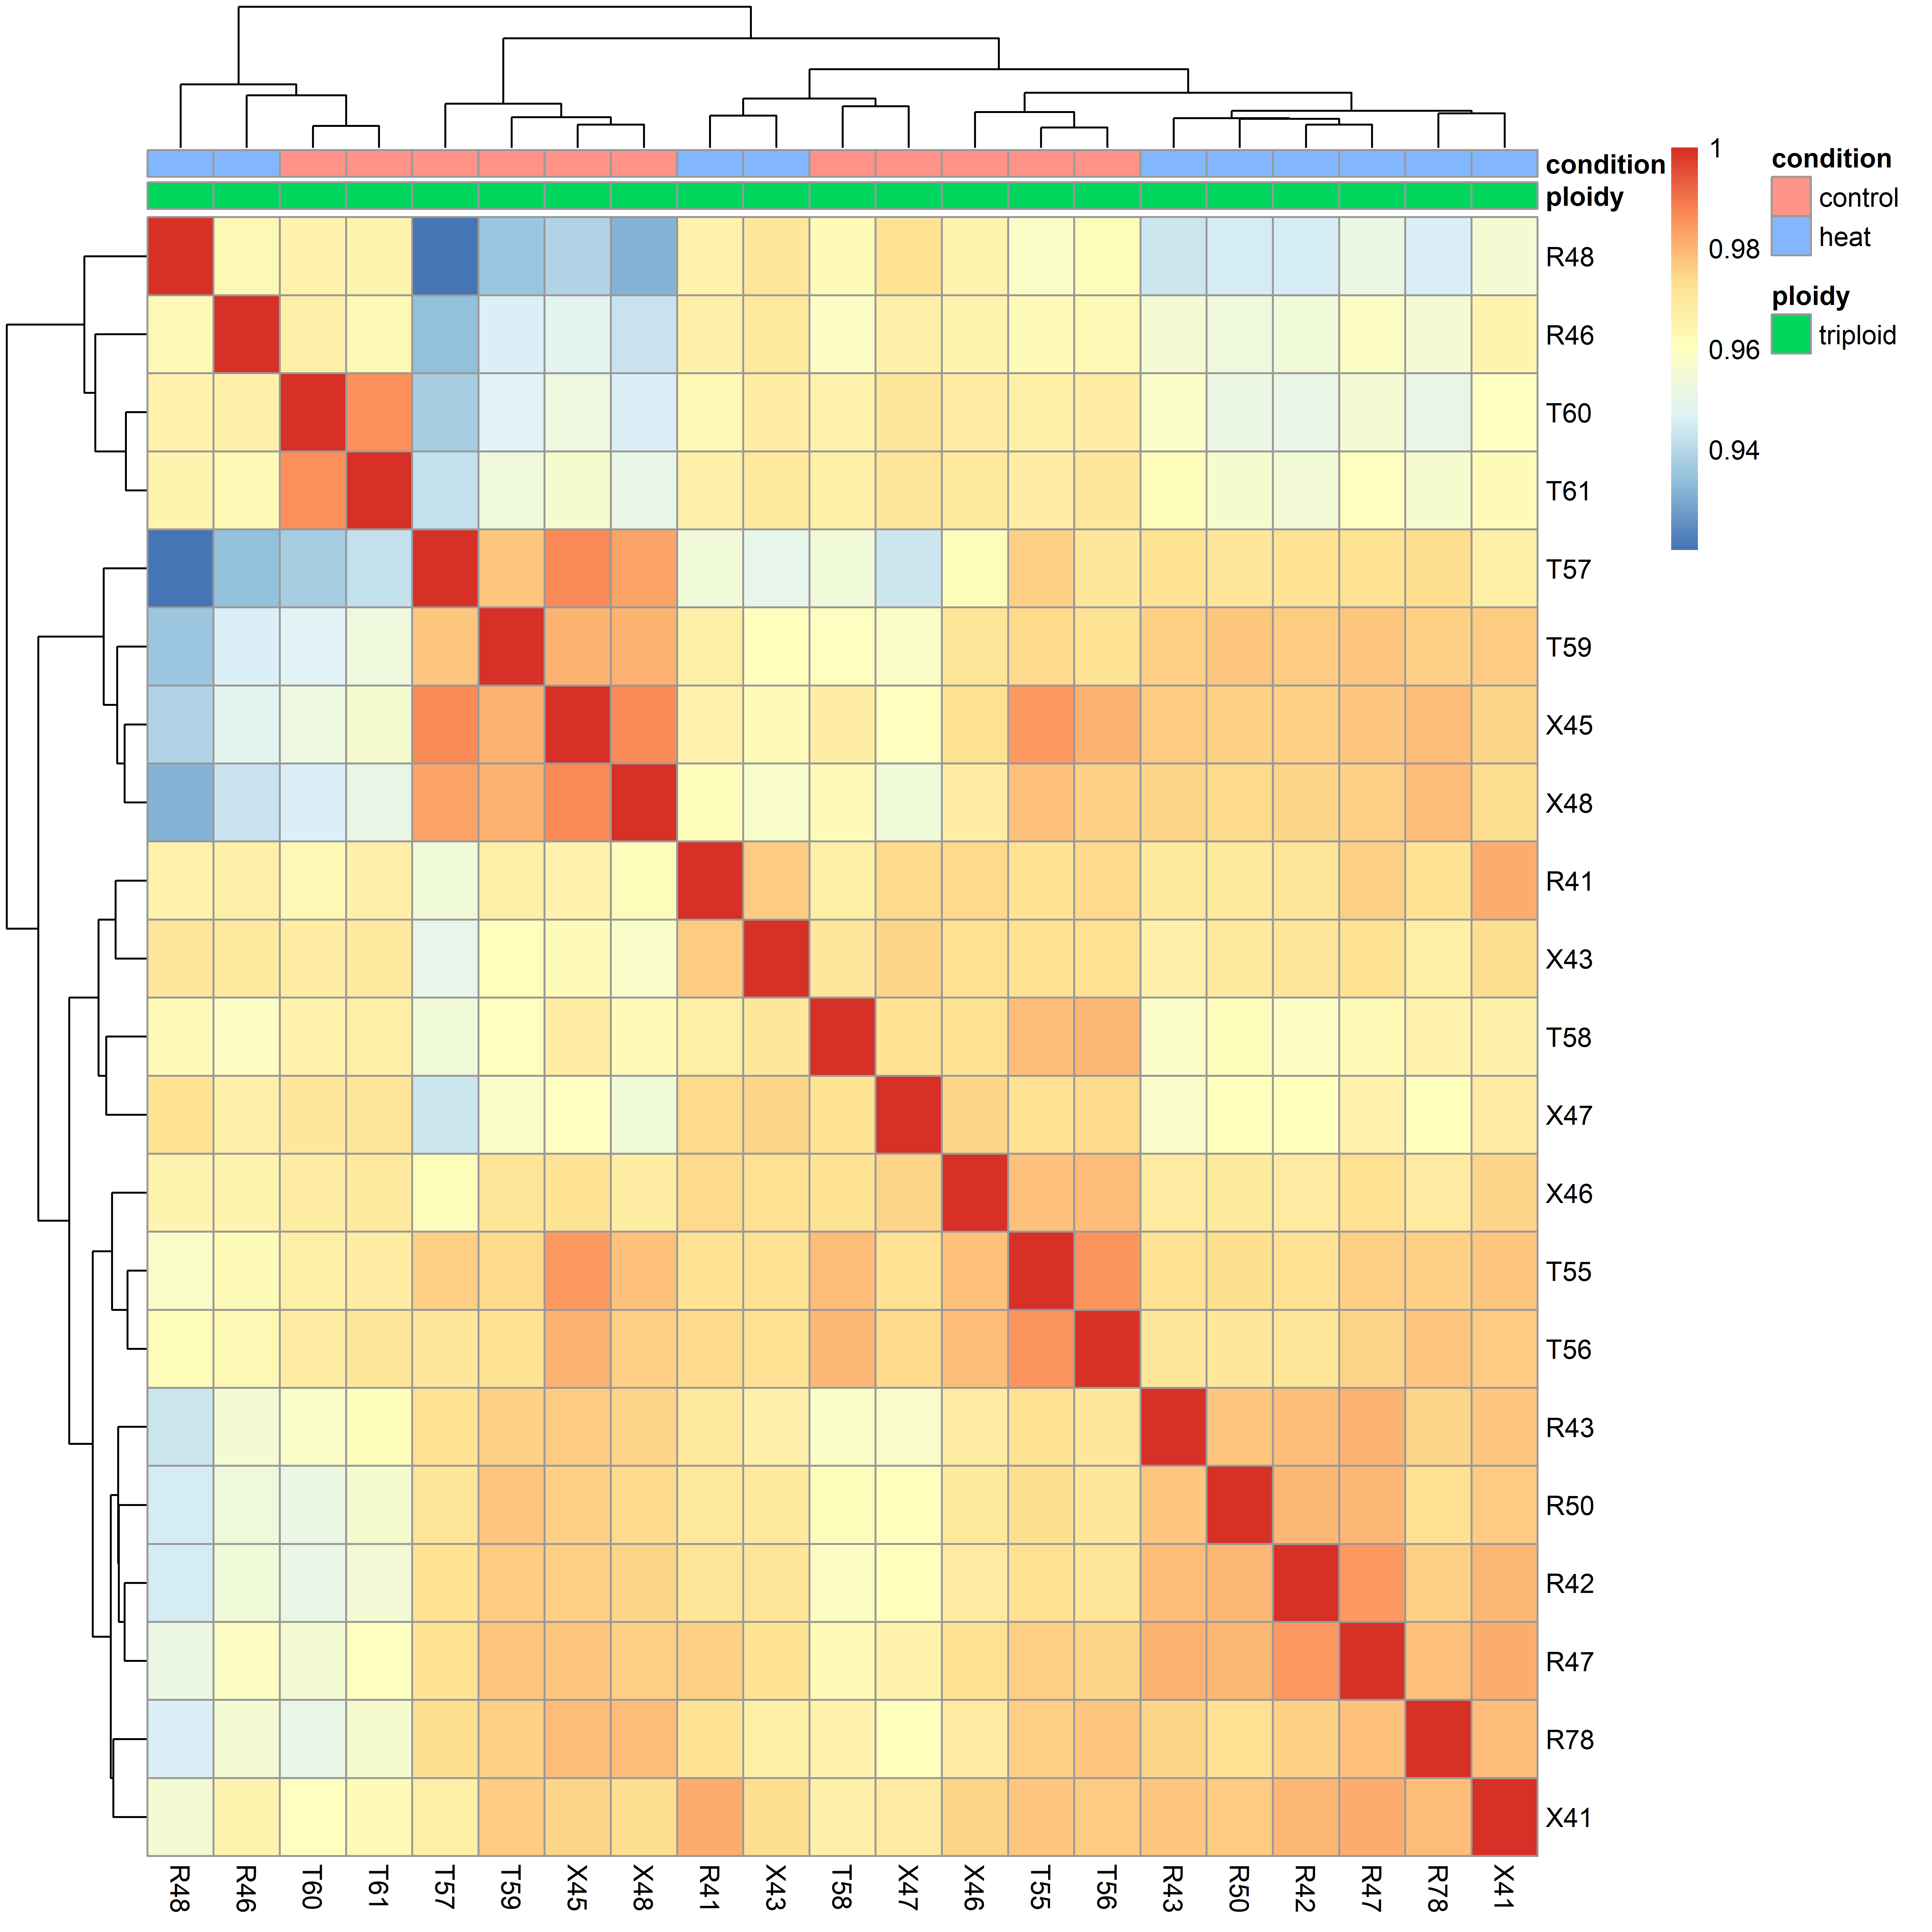 condition
ploidy
R48
R46
T60
T61
T57
T59
X45
X48
R41
X43
T58
X47
X46
T55
T56
R43
R50
R42
R47
R78
X41
R48
R46
T60
T61
T57
T59
X45
X48
R41
X43
T58
X47
X46
T55
T56
R43
R50
R42
R47
R78
X41
1
0.98
0.96
0.94
condition
control
heat
ploidy
triploid